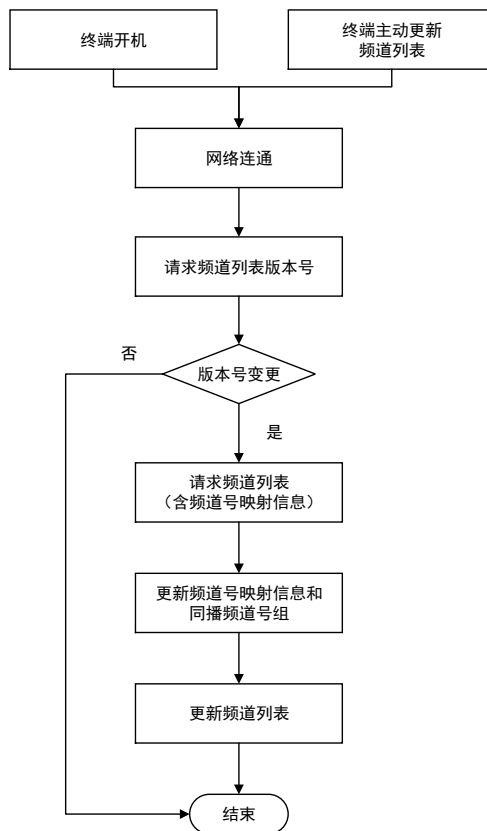 终端开机
终端主动更新
频道列表
网络连通
请求频道列表版本号
否
版本号变更
是
请求频道列表
（含频道号映射信息）
更新频道号映射信息和
同播频道号组
更新频道列表
结束